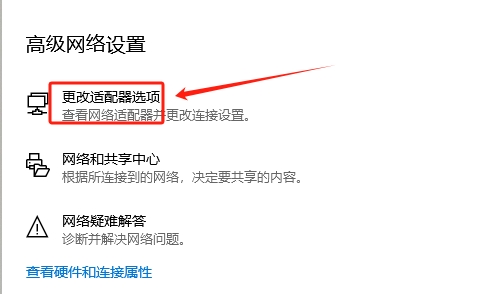 高级网络设置
更改适配器选项
查看网络适配器并更改连接设置。
网络和共享中心
根据所连接到的网络，决定要共享的内容。
网络疑难解答
诊断并解决网络问题。
查看硬件和连接属性